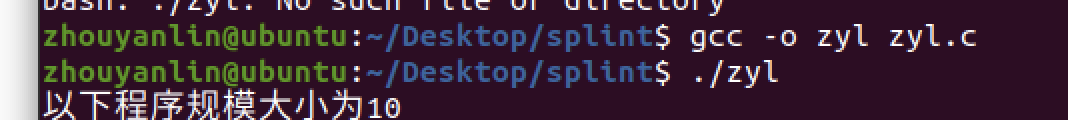 bash: ./zyl: No such file or directory
zhouyanlin@ubuntu:~/Desktop/splint$ gcc -o zyl zyl.c
zhouyanlin@ubuntu:~/Desktop/splint$ ./zyl
以下程序规模大小为10